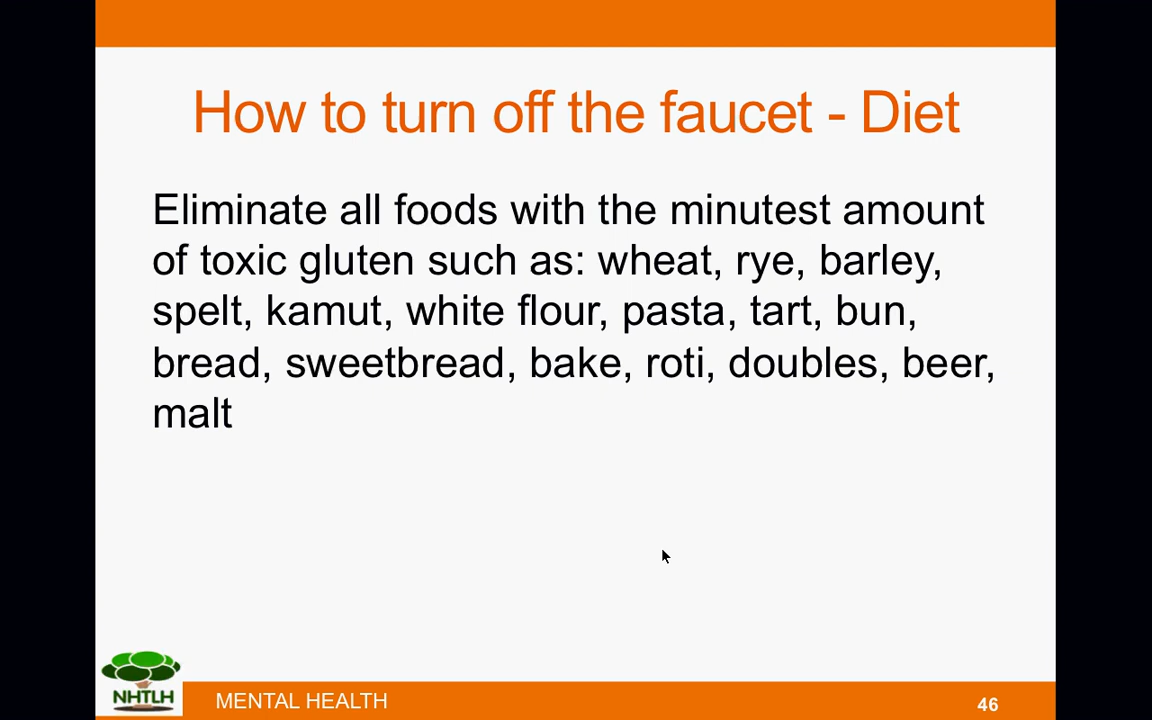 How to turn off the faucet - Diet
Eliminate all foods with the minutest amount
of toxic gluten such as: wheat, rye, barley,
spelt, kamut, white flour, pasta, tart, bun,
bread, sweetbread, bake, roti, doubles, beer,
malt
NHTLH
MENTAL HEALTH
46